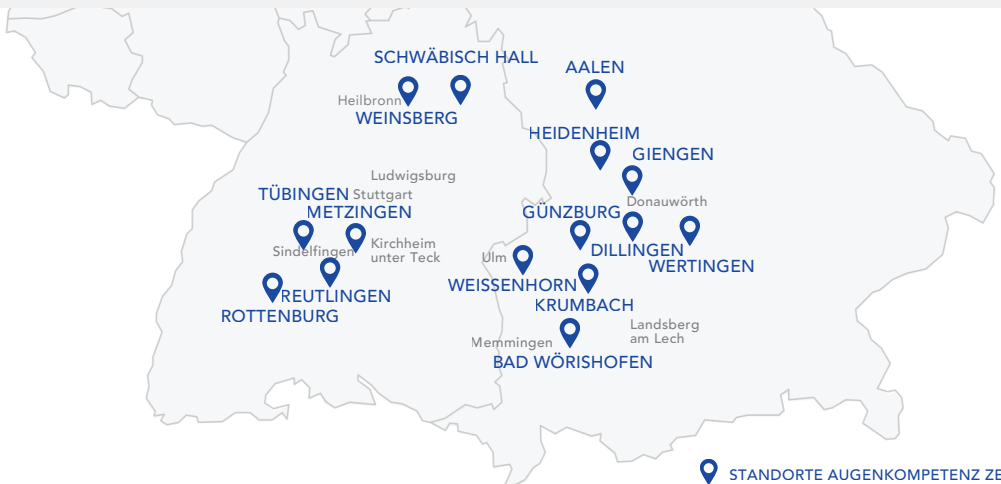 SCHWÄBISCH HALL
AALEN
Heilbronn
WEINSBERG
HEIDENHEIM
GIENGEN
Ludwigsburg
TÜBINGEN
Stuttgart
Donauwörth
METZINGEN
GÜNZBURG
Sindelfingen
Kirchheim
unter Teck
Ulm
DILLINGEN
WERTINGEN
WEISSENHORN
REUTLINGEN
KRUMBACH
ROTTENBURG
Landsberg
am Lech
Memmingen
BAD WÖRISHOFEN
STANDORTE AUGENKOMPETENZ ZE